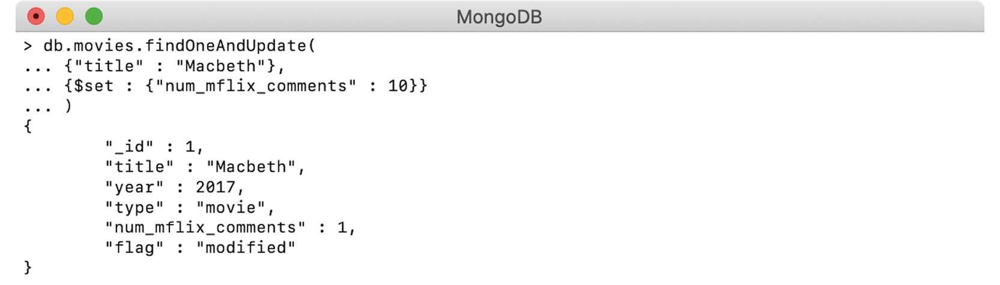 MongoDB
> db.movies.findOneAndUpdate(
... {"title" : "Macbeth"},
... {$set : {"num_mflix_comments" : 10}}
... )
{
        "_id" : 1,
        "title" : "Macbeth",
        "year" : 2017,
        "type" : "movie",
        "num_mflix_comments" : 1,
        "flag" : "modified"
}